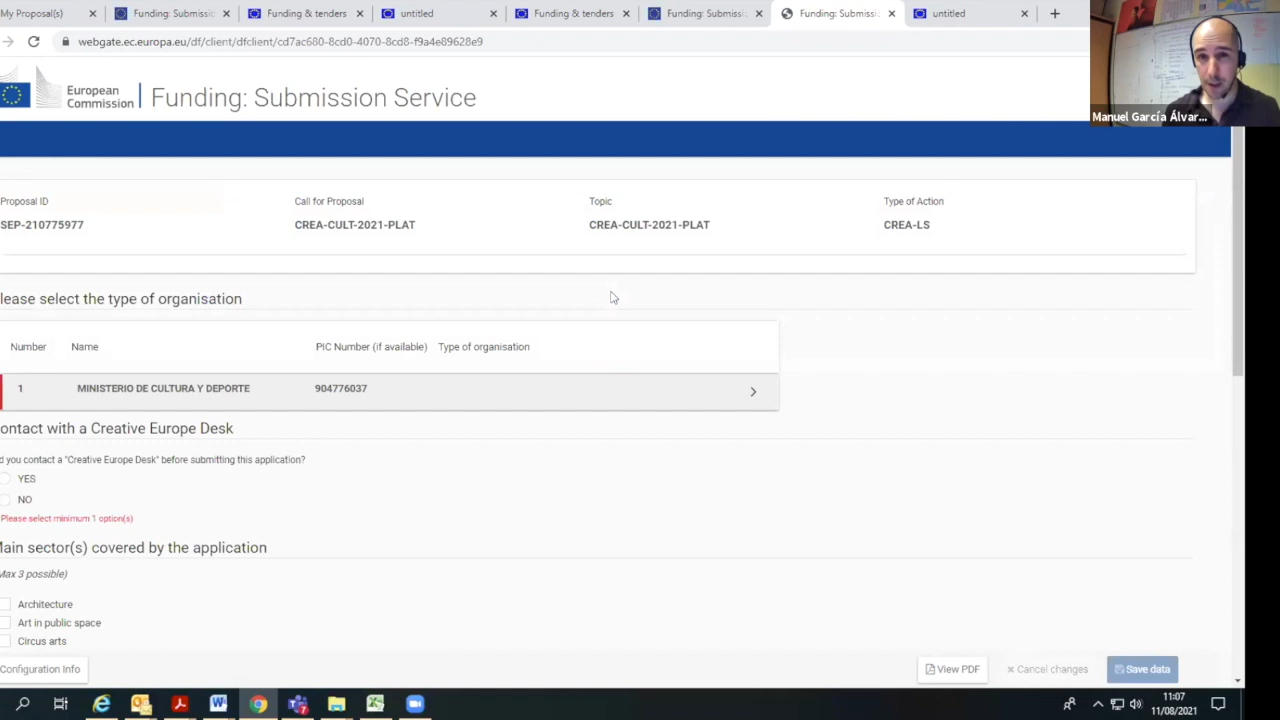 My Proposal(s)
Funding: Submissi
Funding & tenders
untitled
Funding & tenders
Funding: Submissi
Funding: Submissi
untitled
webgate.ec.europa.eu/df/client/dfclient/cd7ac680-8cd0-4070-8cd8-f9a4e89628e9
European
Commission
Funding: Submission Service
Manuel García Álvar...
Proposal ID
Call for Proposal
Topic
Type of Action
SEP-210775977
CREA-CULT-2021-PLAT
CREA-CULT-2021-PLAT
CREA-LS
lease select the type of organisation
Number
Name
PIC Number (if available)
Type of organisation
1
MINISTERIO DE CULTURA Y DEPORTE
904776037
ontact with a Creative Europe Desk
d you contact a "Creative Europe Desk" before submitting this application?
YES
NO
Please select minimum 1 option(s)
Main sector(s) covered by the application
Max 3 possible)
Architecture
Art in public space
Circus arts
Configuration Info
View PDF
Cancel changes
Save data
11:07
11/08/2021